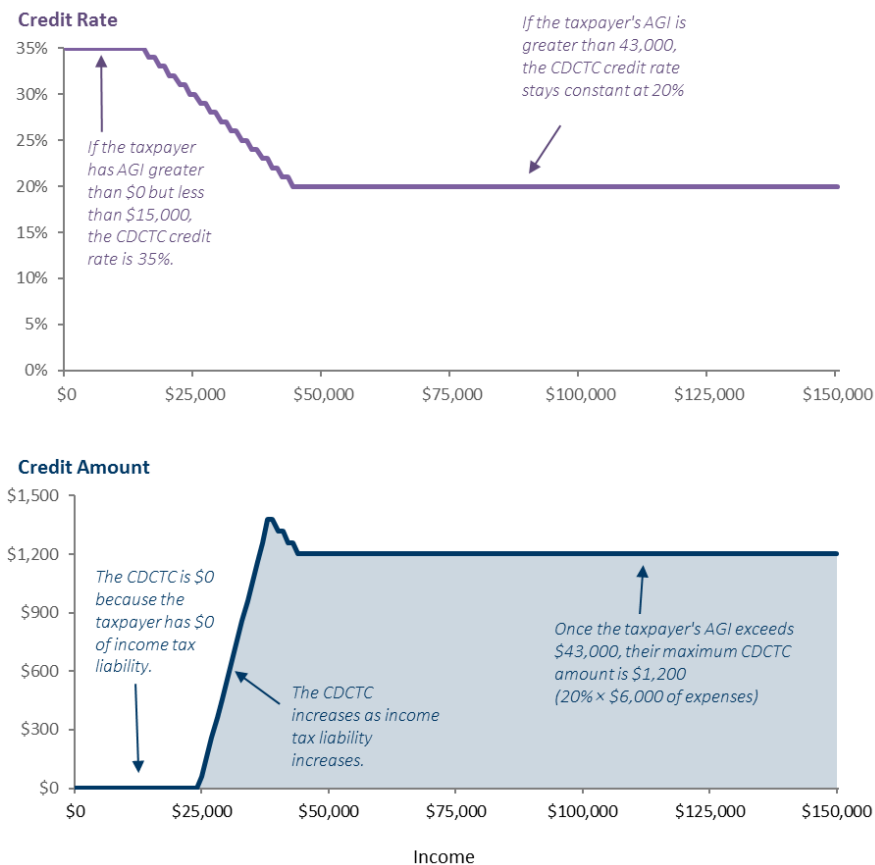 Credit Rate
35%
30%
25%
20%
15%
10%
5%
0%
If the taxpayer
has AGI greater
than $0 but less
than $15,000,
the CDCTC credit
rate is 35%.
If the taxpayer's AGI is
greater than 43,000,
the CDCTC credit rate
stays constant at 20%
$0 $25,000 $50,000 $75,000 $100,000 $125,000 $150,000
Credit Amount
$1,500
$1,200
$900
$600
$300
$0
The CDCTC is $0
because the
taxpayer has $0
of income tax
liability.
The CDCTC
increases as income
tax liability
increases.
Once the taxpayer's AGI exceeds
$43,000, their maximum CDCTC
amount is $1,200
(20% × $6,000 of expenses)
$0 $25,000 $50,000 $75,000 $100,000 $125,000 $150,000
Income